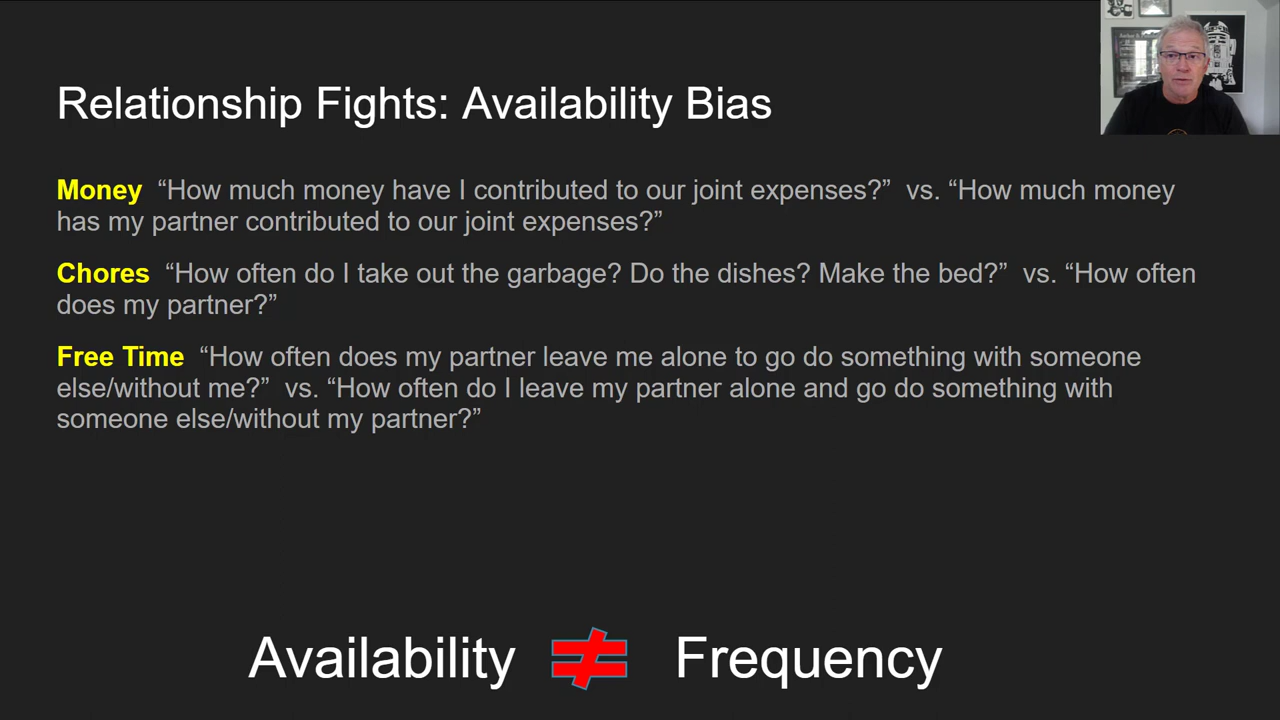 Relationship Fights: Availability Bias
Money “How much money have I contributed to our joint expenses?” vs. “How much money
has my partner contributed to our joint expenses?”
Chores “How often do I take out the garbage? Do the dishes? Make the bed?” vs. “How often
does my partner?”
Free Time “How often does my partner leave me alone to go do something with someone
else/without me?” vs. “How often do I leave my partner alone and go do something with
someone else/without my partner?”
Availability ≠ Frequency